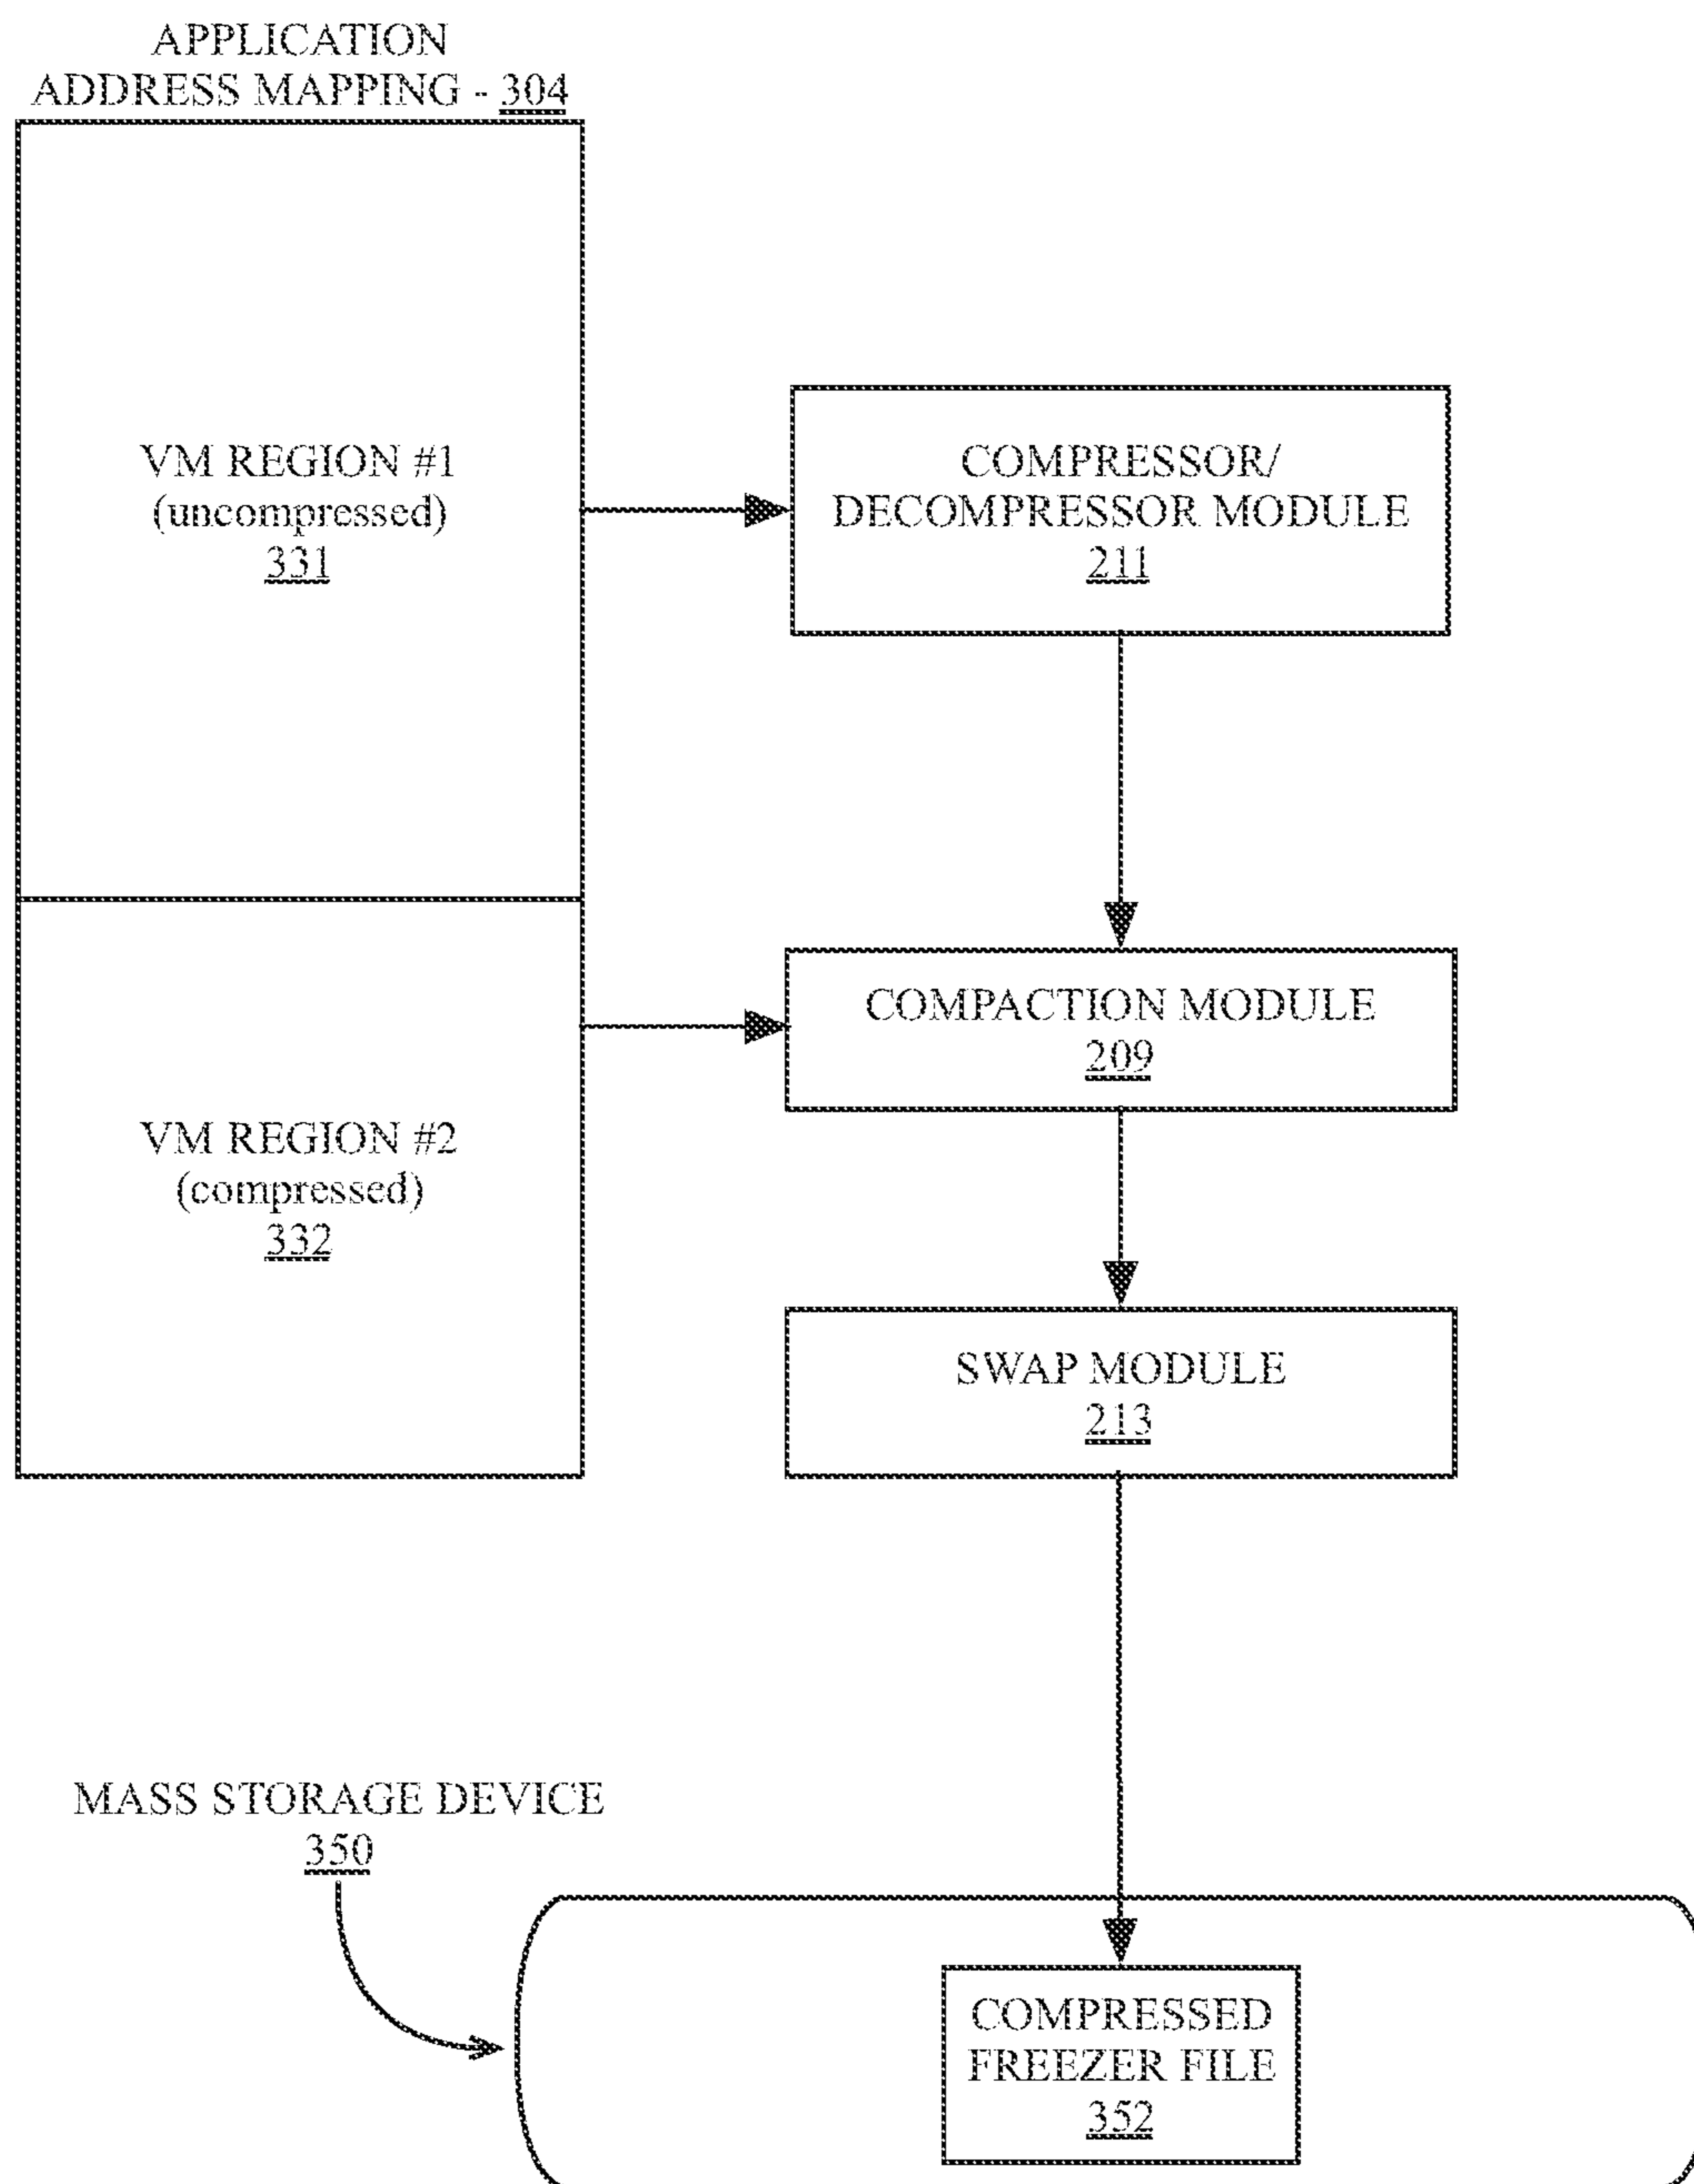 APPLICATION
ADDRESS MAPPING - 304
VM REGION #1
(uncompressed)
331
COMPRESSOR/
DECOMPRESSOR MODULE
211
COMPACTION MODULE
209
VM REGION #2
(compressed)
332
SWAP MODULE
213
MASS STORAGE DEVICE
350
COMPRESSED
FREEZER FILE
352